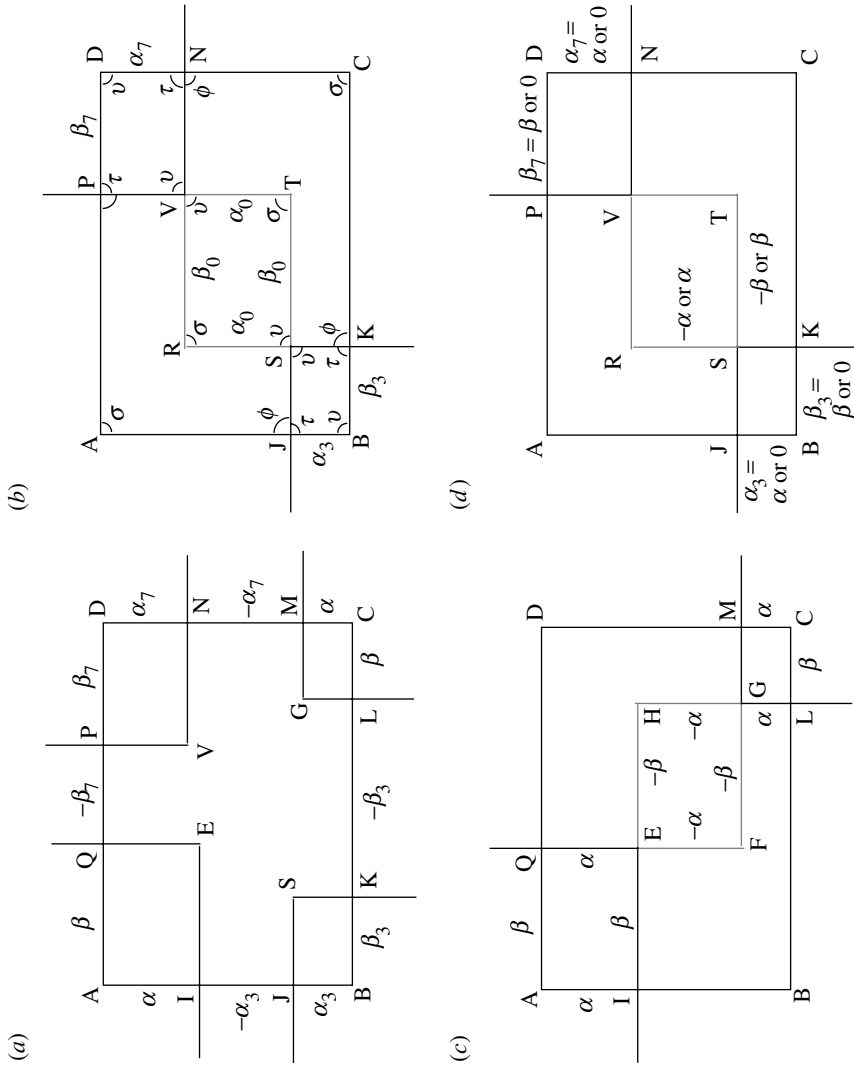 (a)
A β Q −β₇ P β₇ D
α α₇
I E V N
−α₃ −α₇
J S G M
α₃ α
B β₃ K −β₃ L β C
(b)
A P β₇ D
σ τ υ α₇
υ τ
R V N
σ β₀ υ φ
α₀ α₀
φ υ β₀ σ
J S T
τ υ
α₃ υ τ φ σ
B β₃ K C
(c)
A β Q D
α α
I β E −β H
−α −α
F −β G M
α α
B L β C
(d)
A P β₇ = β or 0 D
α₇ =
α or 0
R V N
−α or α
J S T
α₃ =
α or 0
−β or β
B β₃ =
β or 0
K C